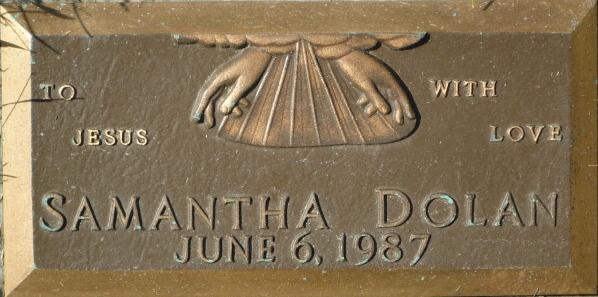 TO WITH
JESUS LOVE
SAMANTHA DOLAN
JUNE 6, 1987